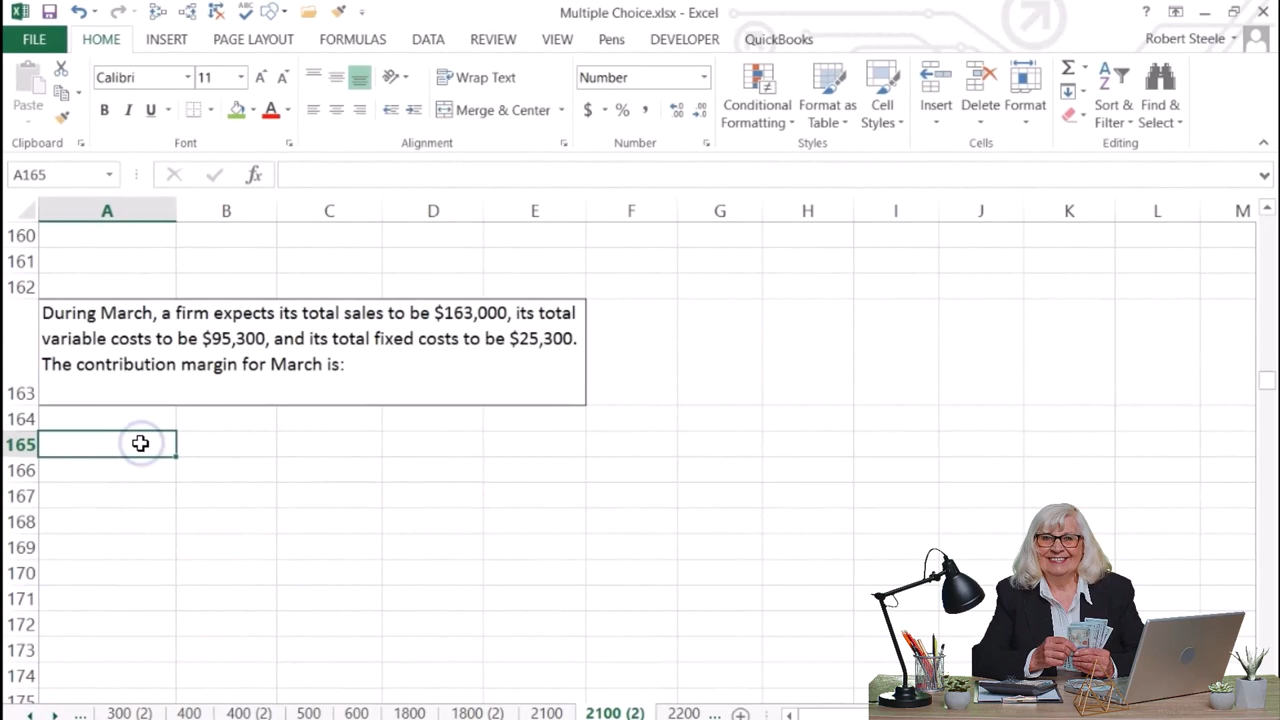 Multiple Choice.xlsx - Excel
FILE HOME INSERT PAGE LAYOUT FORMULAS DATA REVIEW VIEW Pens DEVELOPER QuickBooks Robert Steele
Calibri 11 Wrap Text Number
Paste B I U A Merge & Center $ % Conditional Formatting Format as Table Cell Styles Insert Delete Format Sort & Filter Find & Select
Clipboard Font Alignment Number Styles Cells Editing
A165 fx
A B C D E F G H I J K L M
160
161
162
During March, a firm expects its total sales to be $163,000, its total
variable costs to be $95,300, and its total fixed costs to be $25,300.
The contribution margin for March is:
163
164
165
166
167
168
169
170
171
172
173
174
175
... 300 (2) 400 400 (2) 500 600 1800 1800 (2) 2100 2100 (2) 2200 ...